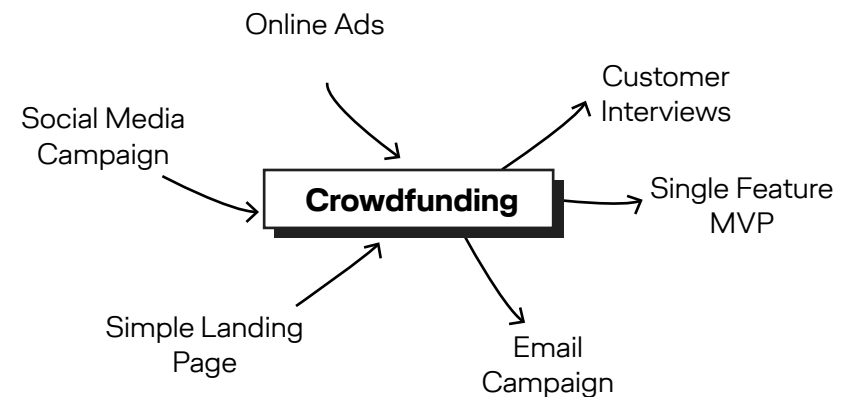 Online Ads
Social Media
Campaign
Customer
Interviews
Crowdfunding
Single Feature
MVP
Simple Landing
Page
Email
Campaign